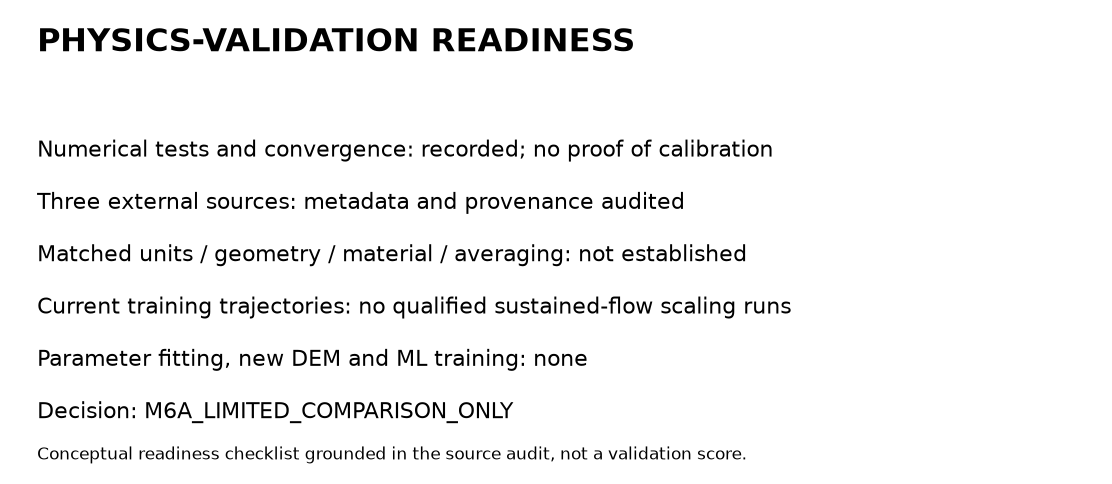 PHYSICS-VALIDATION READINESS
Numerical tests and convergence: recorded; no proof of calibration
Three external sources: metadata and provenance audited
Matched units / geometry / material / averaging: not established
Current training trajectories: no qualified sustained-flow scaling runs
Parameter fitting, new DEM and ML training: none
Decision: M6A_LIMITED_COMPARISON_ONLY
Conceptual readiness checklist grounded in the source audit, not a validation score.